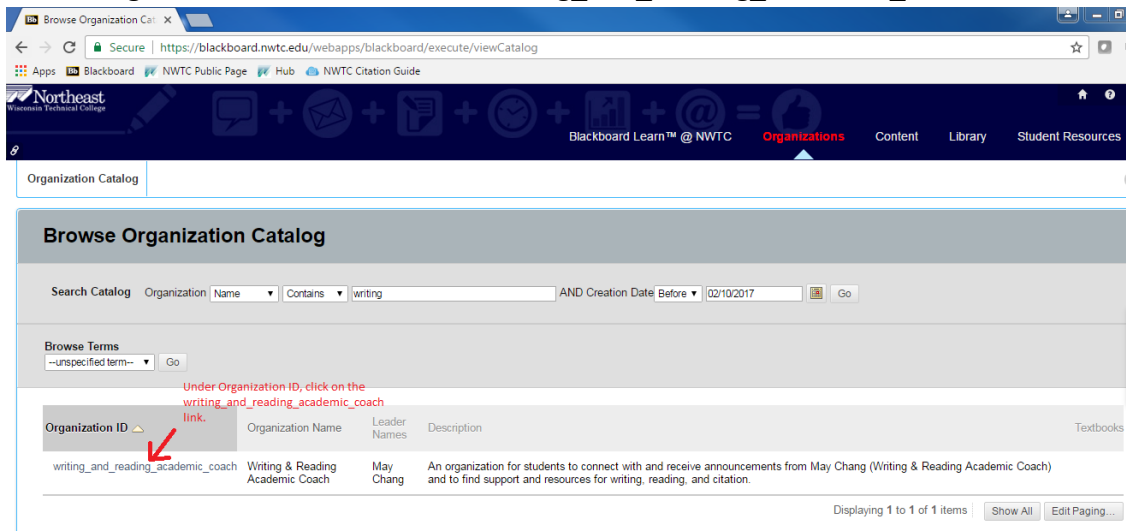 Browse Organization Cat
Secure | https://blackboard.nwtc.edu/webapps/blackboard/execute/viewCatalog
Apps Blackboard NWTC Public Page Hub NWTC Citation Guide
Northeast
Wisconsin Technical College
Blackboard Learn™ @ NWTC Organizations Content Library Student Resources
Organization Catalog
Browse Organization Catalog
Search Catalog Organization Name Contains writing AND Creation Date Before 02/10/2017 Go
Browse Terms
--unspecified term-- Go
Under Organization ID, click on the
writing_and_reading_academic_coach
link.
Organization ID Organization Name Leader Names Description Textbooks
writing_and_reading_academic_coach Writing & Reading Academic Coach May Chang An organization for students to connect with and receive announcements from May Chang (Writing & Reading Academic Coach)
and to find support and resources for writing, reading, and citation.
Displaying 1 to 1 of 1 items Show All Edit Paging...